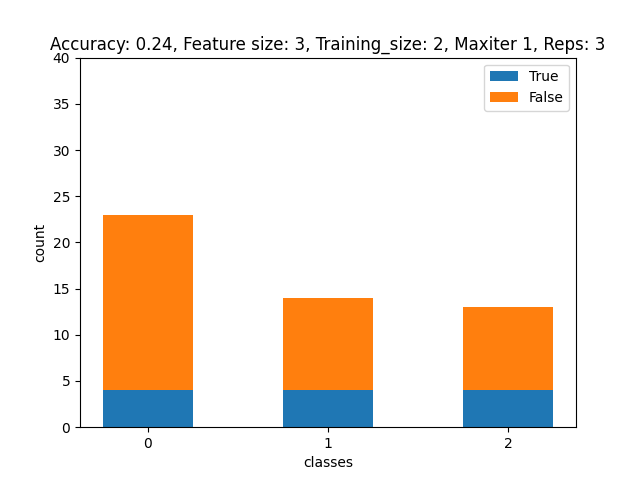 Accuracy: 0.24, Feature size: 3, Training_size: 2, Maxiter 1, Reps: 3
True
False
40
35
30
25
20
15
10
5
0
count
0 1 2
classes